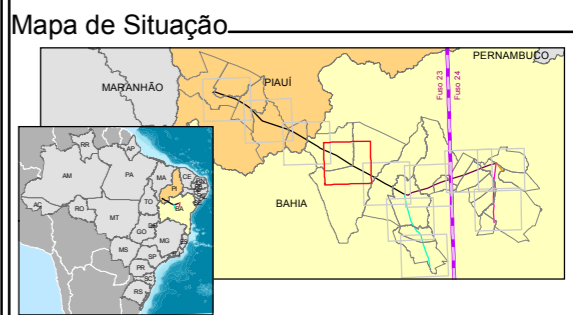 Mapa de Situação
PERNAMBUCO
MARANHÃO
PIAUÍ
Fuso 23
Fuso 24
BAHIA
RR
AP
AM
PA
MA
CE
PI
AC
RO
TO
BA
MT
GO
MG
MS
SP
PR
SC
RS